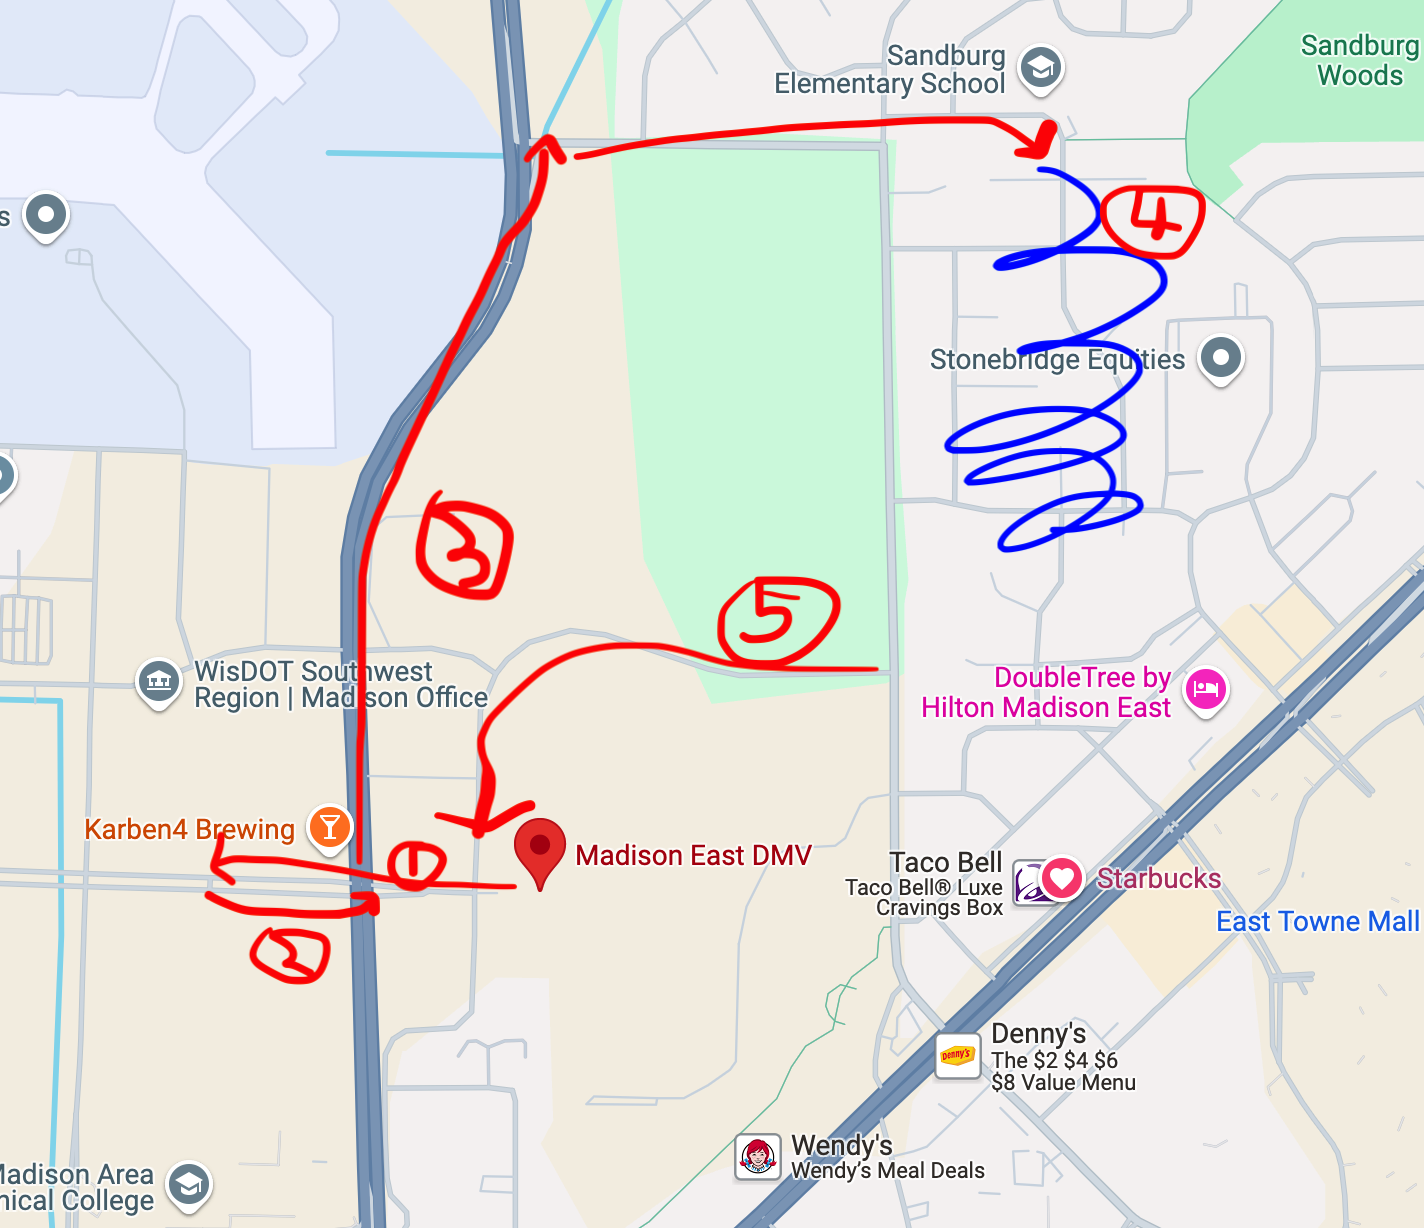 Sandburg
Elementary School
Sandburg
Woods
s
4
Stonebridge Equities
3
5
WisDOT Southwest
Region | Madison Office
DoubleTree by
Hilton Madison East
Karben4 Brewing
1
Madison East DMV
Taco Bell
Taco Bell® Luxe
Cravings Box
Starbucks
East Towne Mall
2
Denny's
The $2 $4 $6
$8 Value Menu
Denny's
Wendy's
Wendy's Meal Deals
Madison Area
nical College